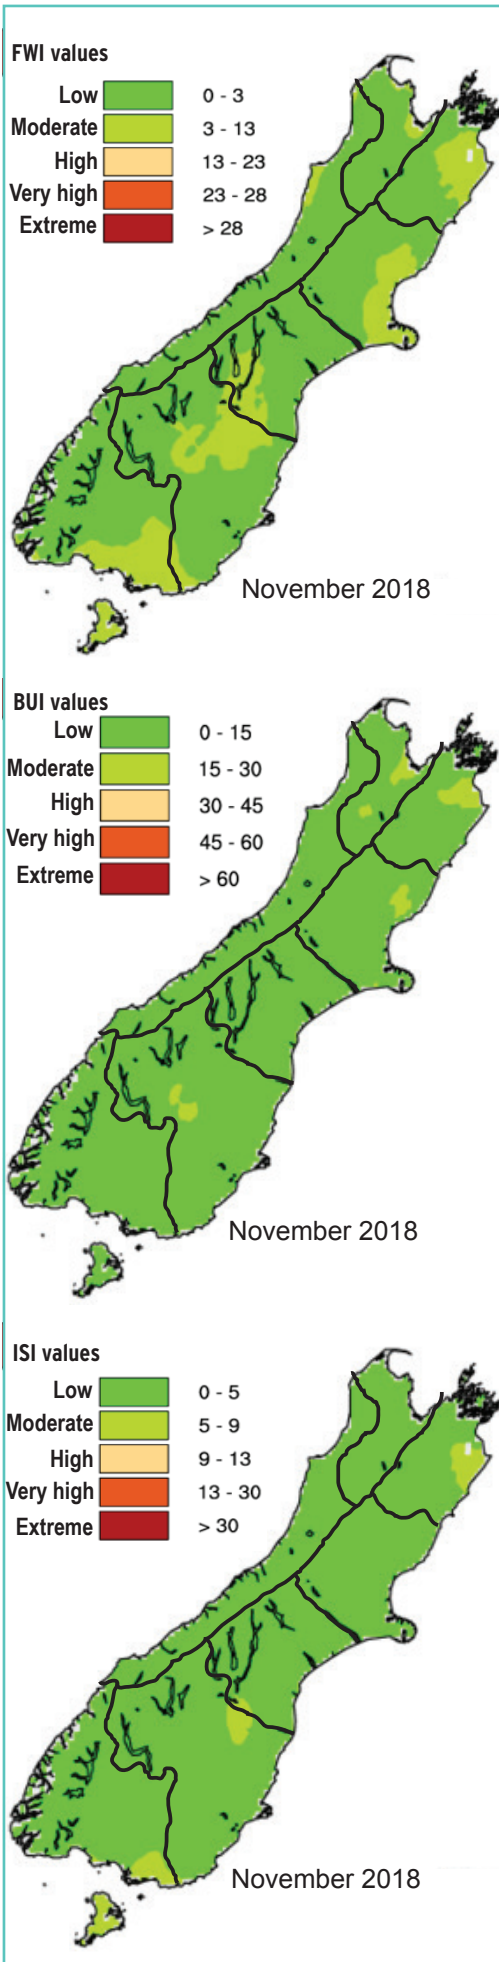 FWI values
Low 0 - 3
Moderate 3 - 13
High 13 - 23
Very high 23 - 28
Extreme > 28
November 2018
BUI values
Low 0 - 15
Moderate 15 - 30
High 30 - 45
Very high 45 - 60
Extreme > 60
November 2018
ISI values
Low 0 - 5
Moderate 5 - 9
High 9 - 13
Very high 13 - 30
Extreme > 30
November 2018